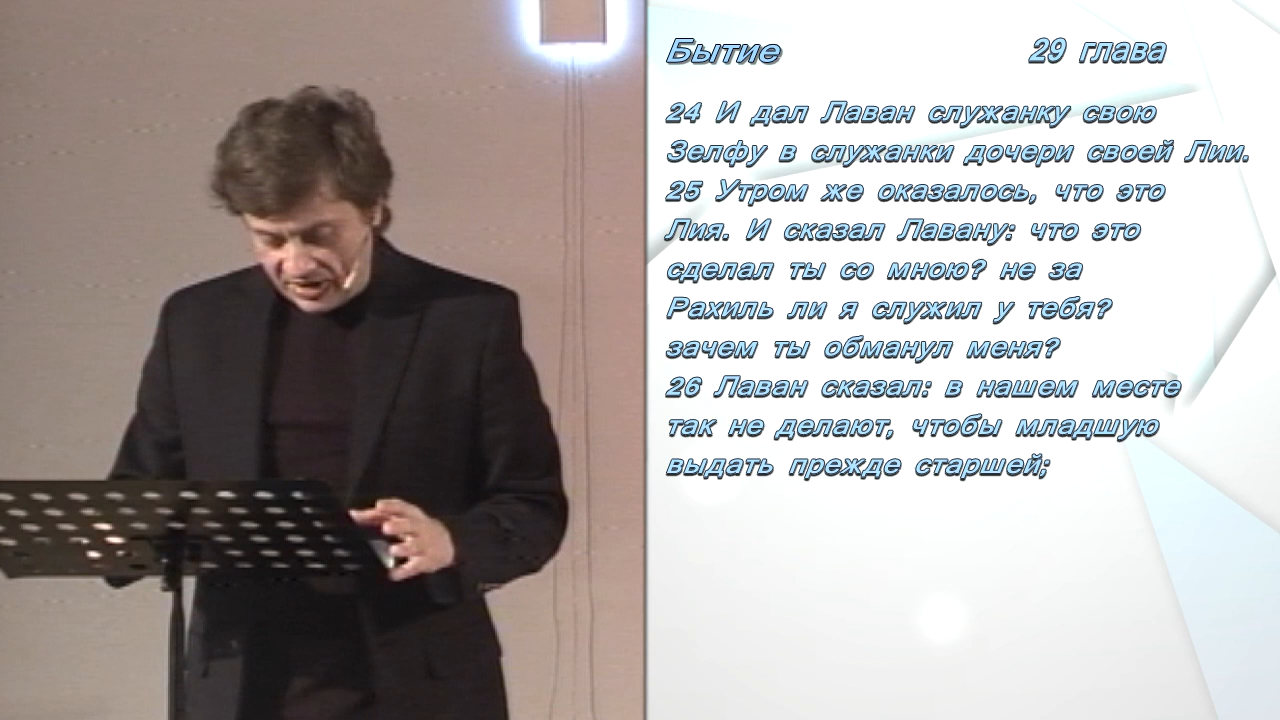 Бытие 29 глава
24 И дал Лаван служанку свою
Зелфу в служанки дочери своей Лии.
25 Утром же оказалось, что это
Лия. И сказал Лавану: что это
сделал ты со мною? не за
Рахиль ли я служил у тебя?
зачем ты обманул меня?
26 Лаван сказал: в нашем месте
так не делают, чтобы младшую
выдать прежде старшей;